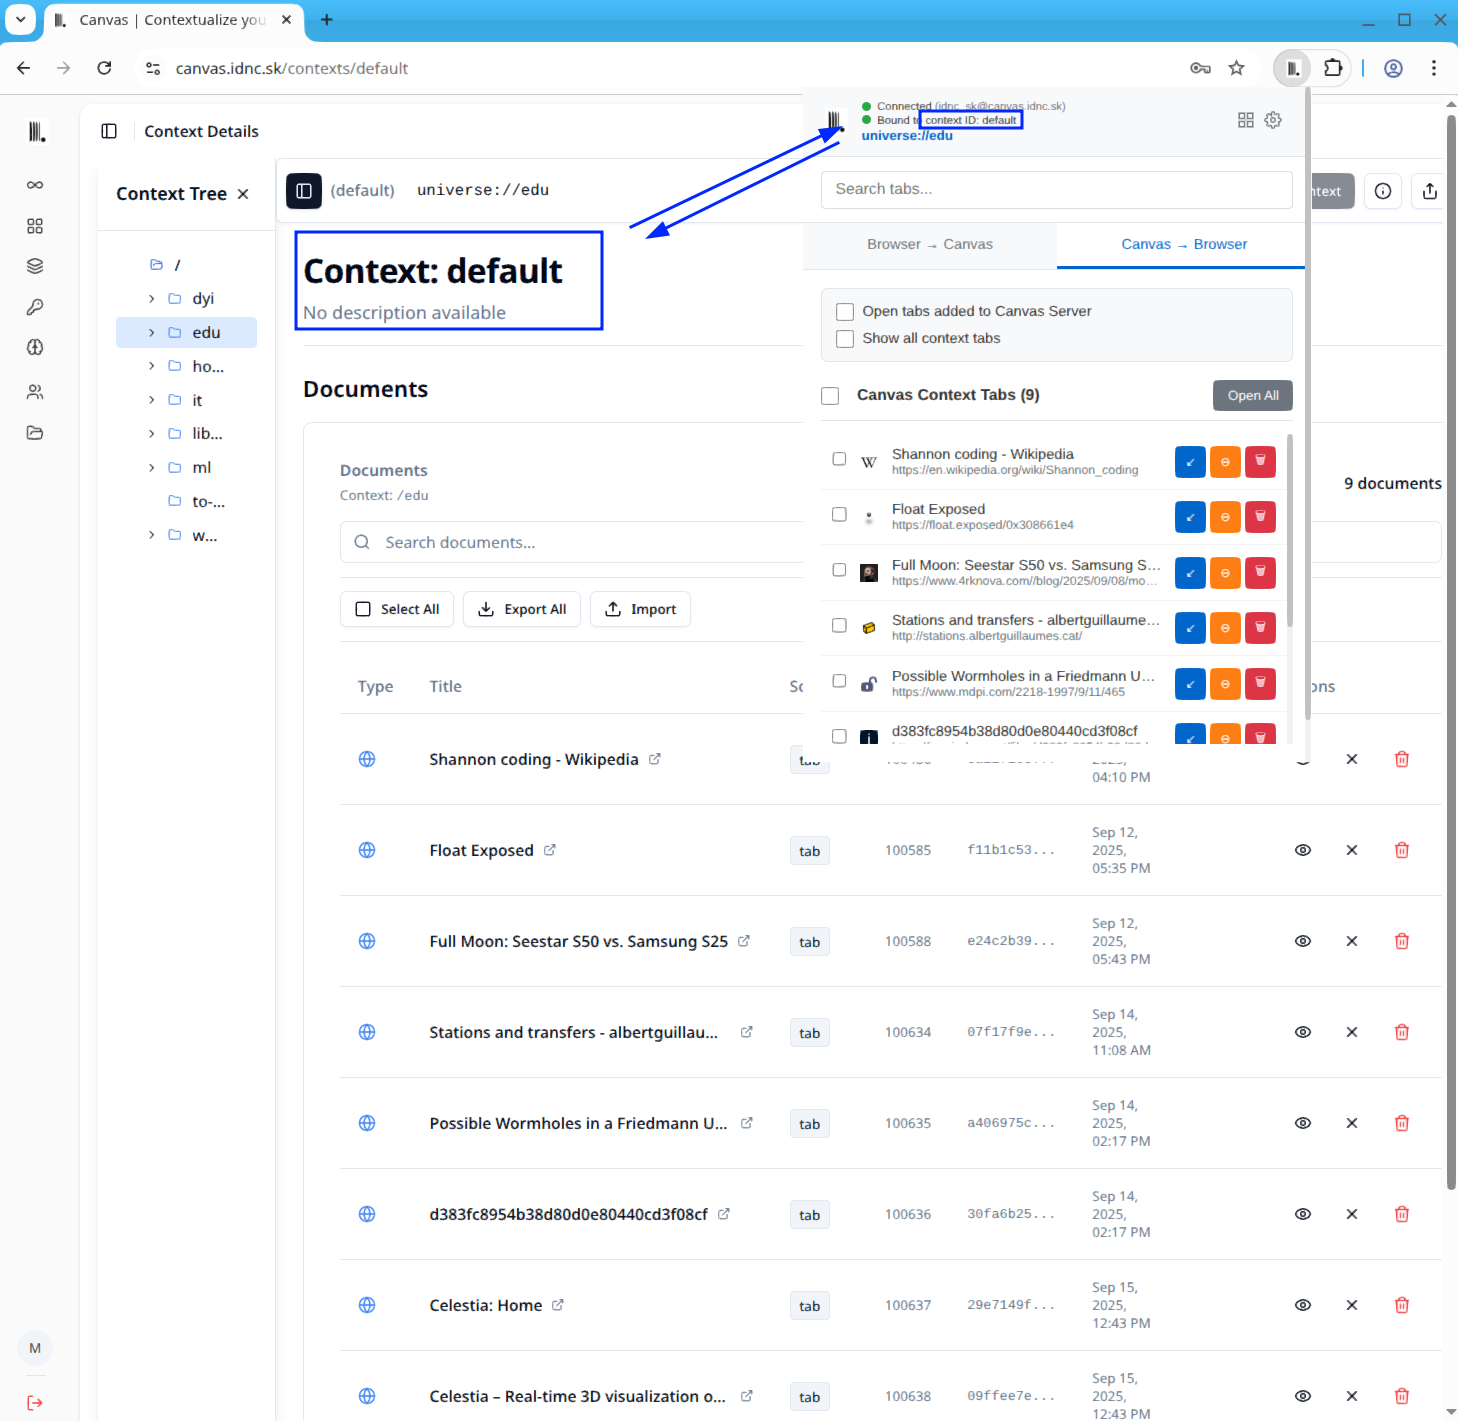 Canvas | Contextualize you
canvas.idnc.sk/contexts/default
Context Details
Context Tree
/
dyi
edu
ho...
it
lib...
ml
to-...
w...
M
(default)
universe://edu
Context: default
No description available
Documents
Documents
Context: /edu
9 documents
Search documents...
Select All
Export All
Import
Connected (idnc_sk@canvas.idnc.sk)
Bound to context ID: default
universe://edu
Search tabs...
Browser → Canvas
Canvas → Browser
Open tabs added to Canvas Server
Show all context tabs
Canvas Context Tabs (9)
Open All
Shannon coding - Wikipedia
https://en.wikipedia.org/wiki/Shannon_coding
Float Exposed
https://float.exposed/0x308661e4
Full Moon: Seestar S50 vs. Samsung S...
https://www.4rknova.com//blog/2025/09/08/mo...
Stations and transfers - albertguillaume...
http://stations.albertguillaumes.cat/
Possible Wormholes in a Friedmann U...
https://www.mdpi.com/2218-1997/9/11/465
d383fc8954b38d80d0e80440cd3f08cf
Type Title
Shannon coding - Wikipedia tab 04:10 PM
Float Exposed tab 100585 f11b1c53... Sep 12, 2025, 05:35 PM
Full Moon: Seestar S50 vs. Samsung S25 tab 100588 e24c2b39... Sep 12, 2025, 05:43 PM
Stations and transfers - albertguillau... tab 100634 07f17f9e... Sep 14, 2025, 11:08 AM
Possible Wormholes in a Friedmann U... tab 100635 a406975c... Sep 14, 2025, 02:17 PM
d383fc8954b38d80d0e80440cd3f08cf tab 100636 30fa6b25... Sep 14, 2025, 02:17 PM
Celestia: Home tab 100637 29e7149f... Sep 15, 2025, 12:43 PM
Celestia – Real-time 3D visualization o... tab 100638 09ffee7e... Sep 15, 2025, 12:43 PM